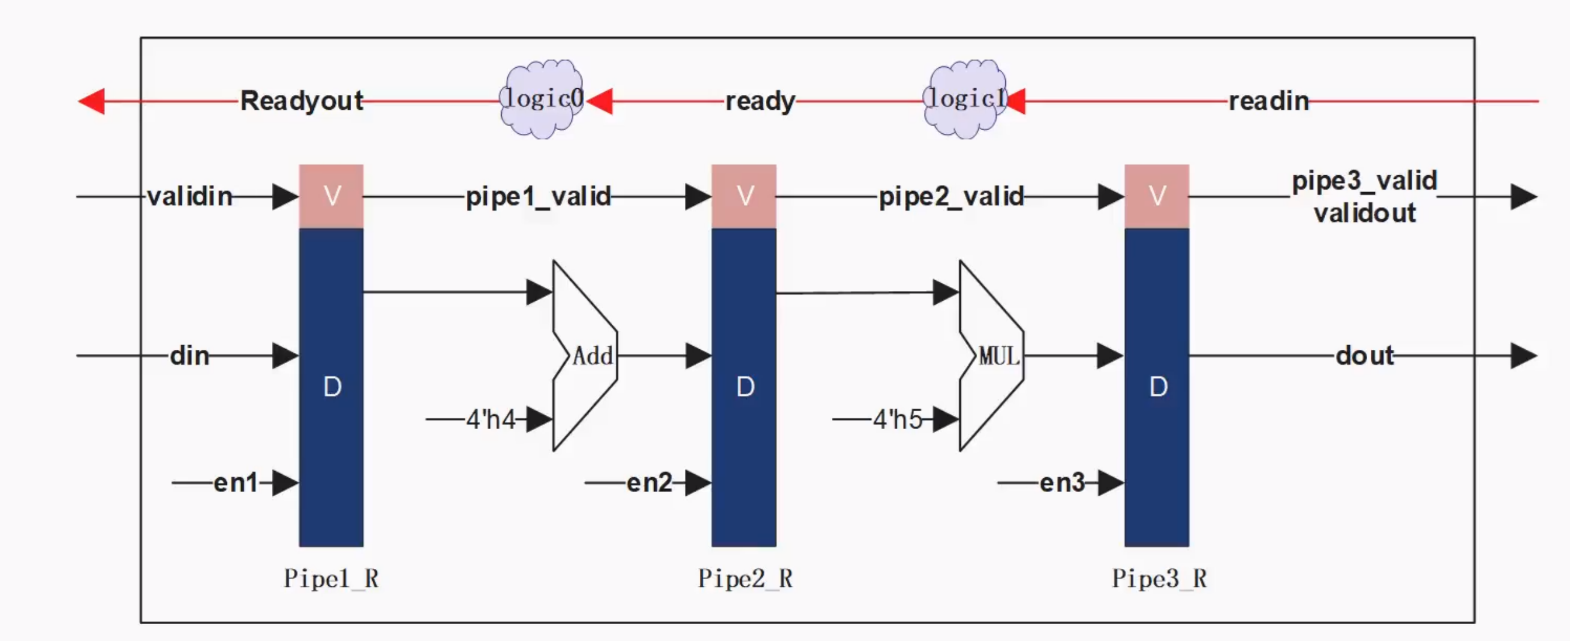 Readyout
logic0
ready
logic1
readin
validin
V
pipe1_valid
V
pipe2_valid
V
pipe3_valid
validout
din
D
Add
D
MUL
D
dout
4'h4
4'h5
en1
en2
en3
Pipe1_R
Pipe2_R
Pipe3_R